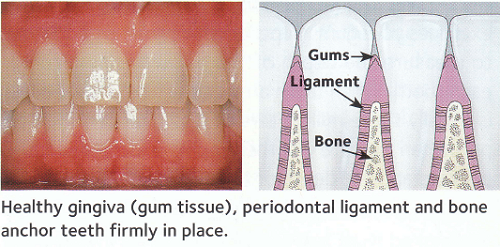 Gums
Ligament
Bone
Healthy gingiva (gum tissue), periodontal ligament and bone
anchor teeth firmly in place.